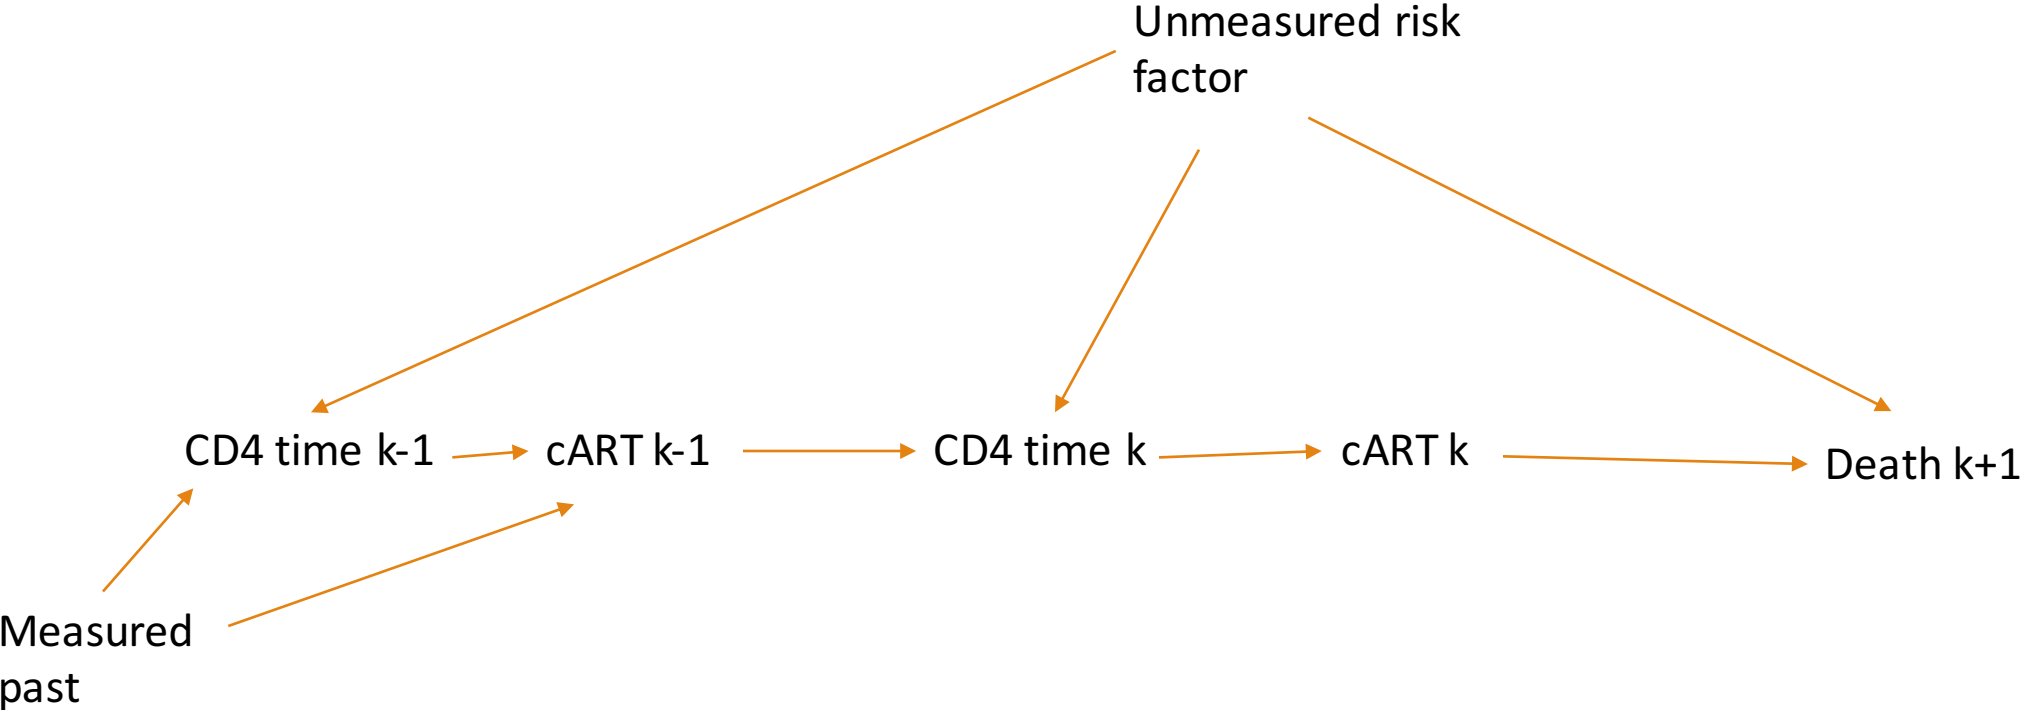 Unmeasured risk
factor
CD4 time k-1
cART k-1
CD4 time k
cART k
Death k+1
Measured
past